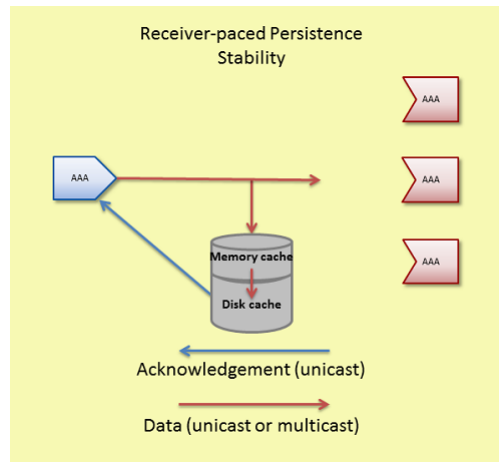 Receiver-paced Persistence
Stability
AAA
AAA
AAA
AAA
Memory cache
Disk cache
Acknowledgement (unicast)
Data (unicast or multicast)